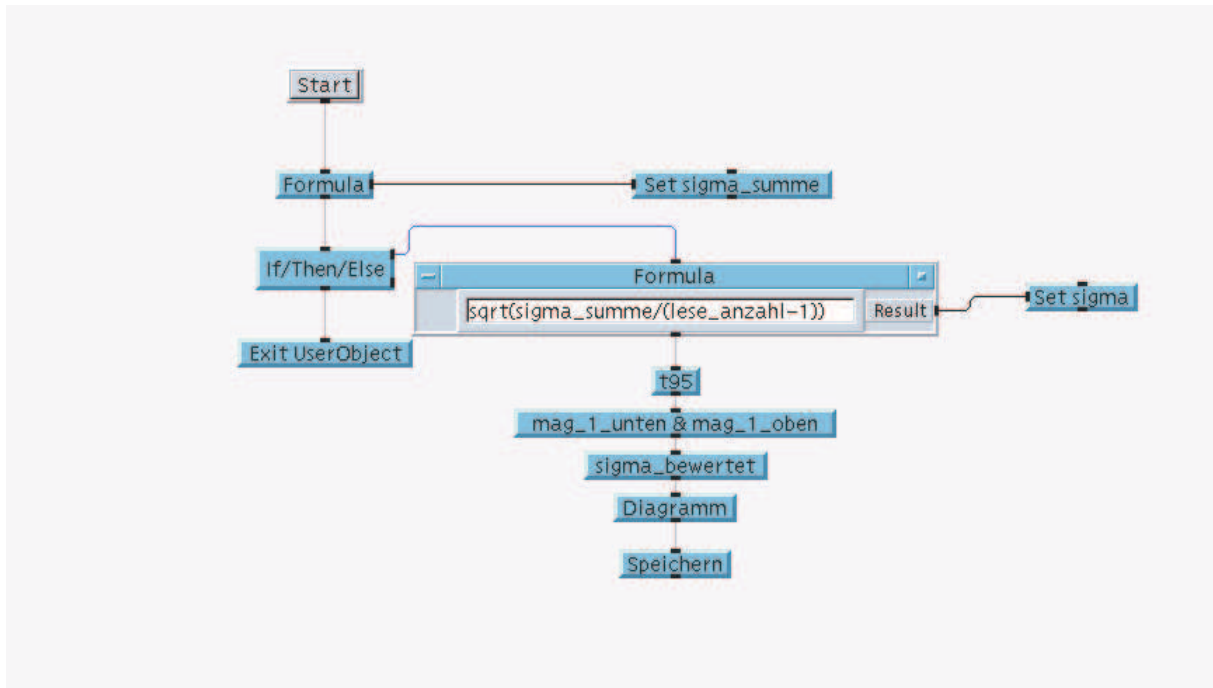 Start
Formula
Set sigma_summe
If/Then/Else
Formula
sqrt(sigma_summe/(lese_anzahl-1))
Result
Set sigma
Exit UserObject
t95
mag_1_unten & mag_1_oben
sigma_bewertet
Diagramm
Speichern